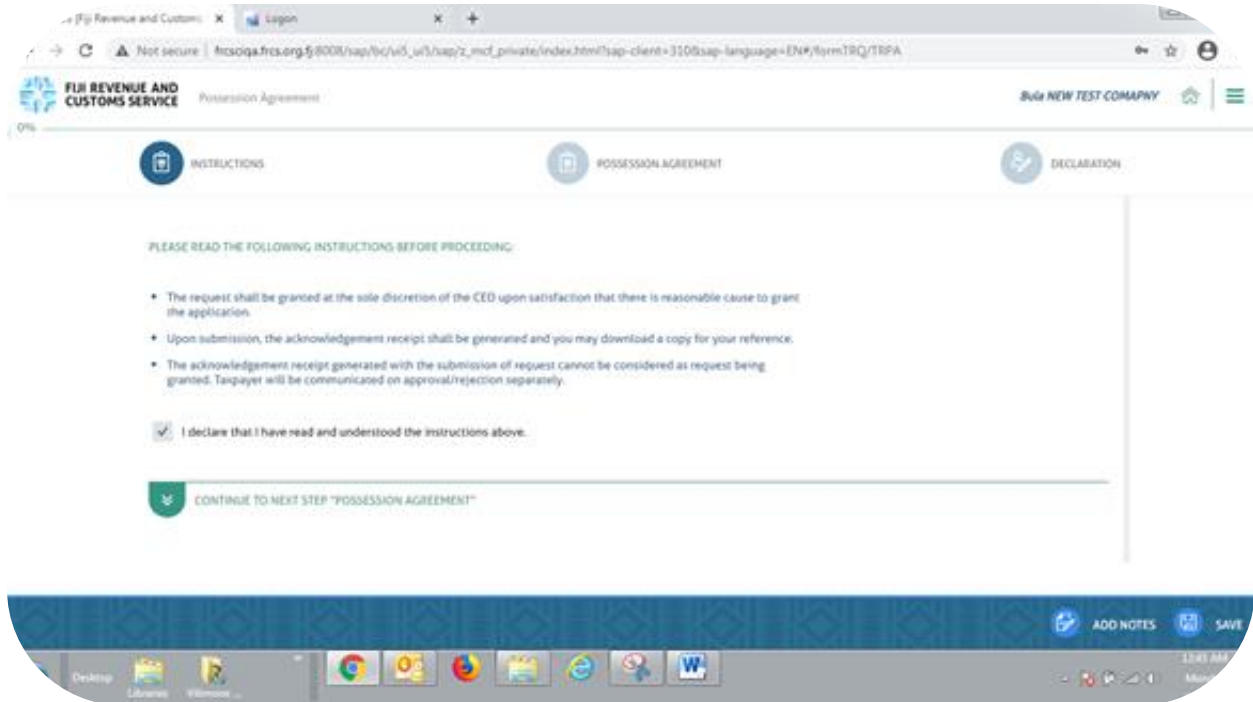 (Fiji Revenue and Customs
Logon
Not secure | frcsoiqa.frcs.org.fj:8008/sap/bc/ui5_ui5/sap/z_mcf_private/index.html?sap-client=310&sap-language=EN#/formTRQ/TRPA
FIJI REVENUE AND
CUSTOMS SERVICE
Possession Agreement
Bula NEW TEST COMAPNY
0%
INSTRUCTIONS
POSSESSION AGREEMENT
DECLARATION
PLEASE READ THE FOLLOWING INSTRUCTIONS BEFORE PROCEEDING:
• The request shall be granted at the sole discretion of the CEO upon satisfaction that there is reasonable cause to grant
the application.
• Upon submission, the acknowledgement receipt shall be generated and you may download a copy for your reference.
• The acknowledgement receipt generated with the submission of request cannot be considered as request being
granted. Taxpayer will be communicated on approval/rejection separately.
I declare that I have read and understood the instructions above.
CONTINUE TO NEXT STEP "POSSESSION AGREEMENT"
ADD NOTES
SAVE
Desktop
Libraries
12:45 AM